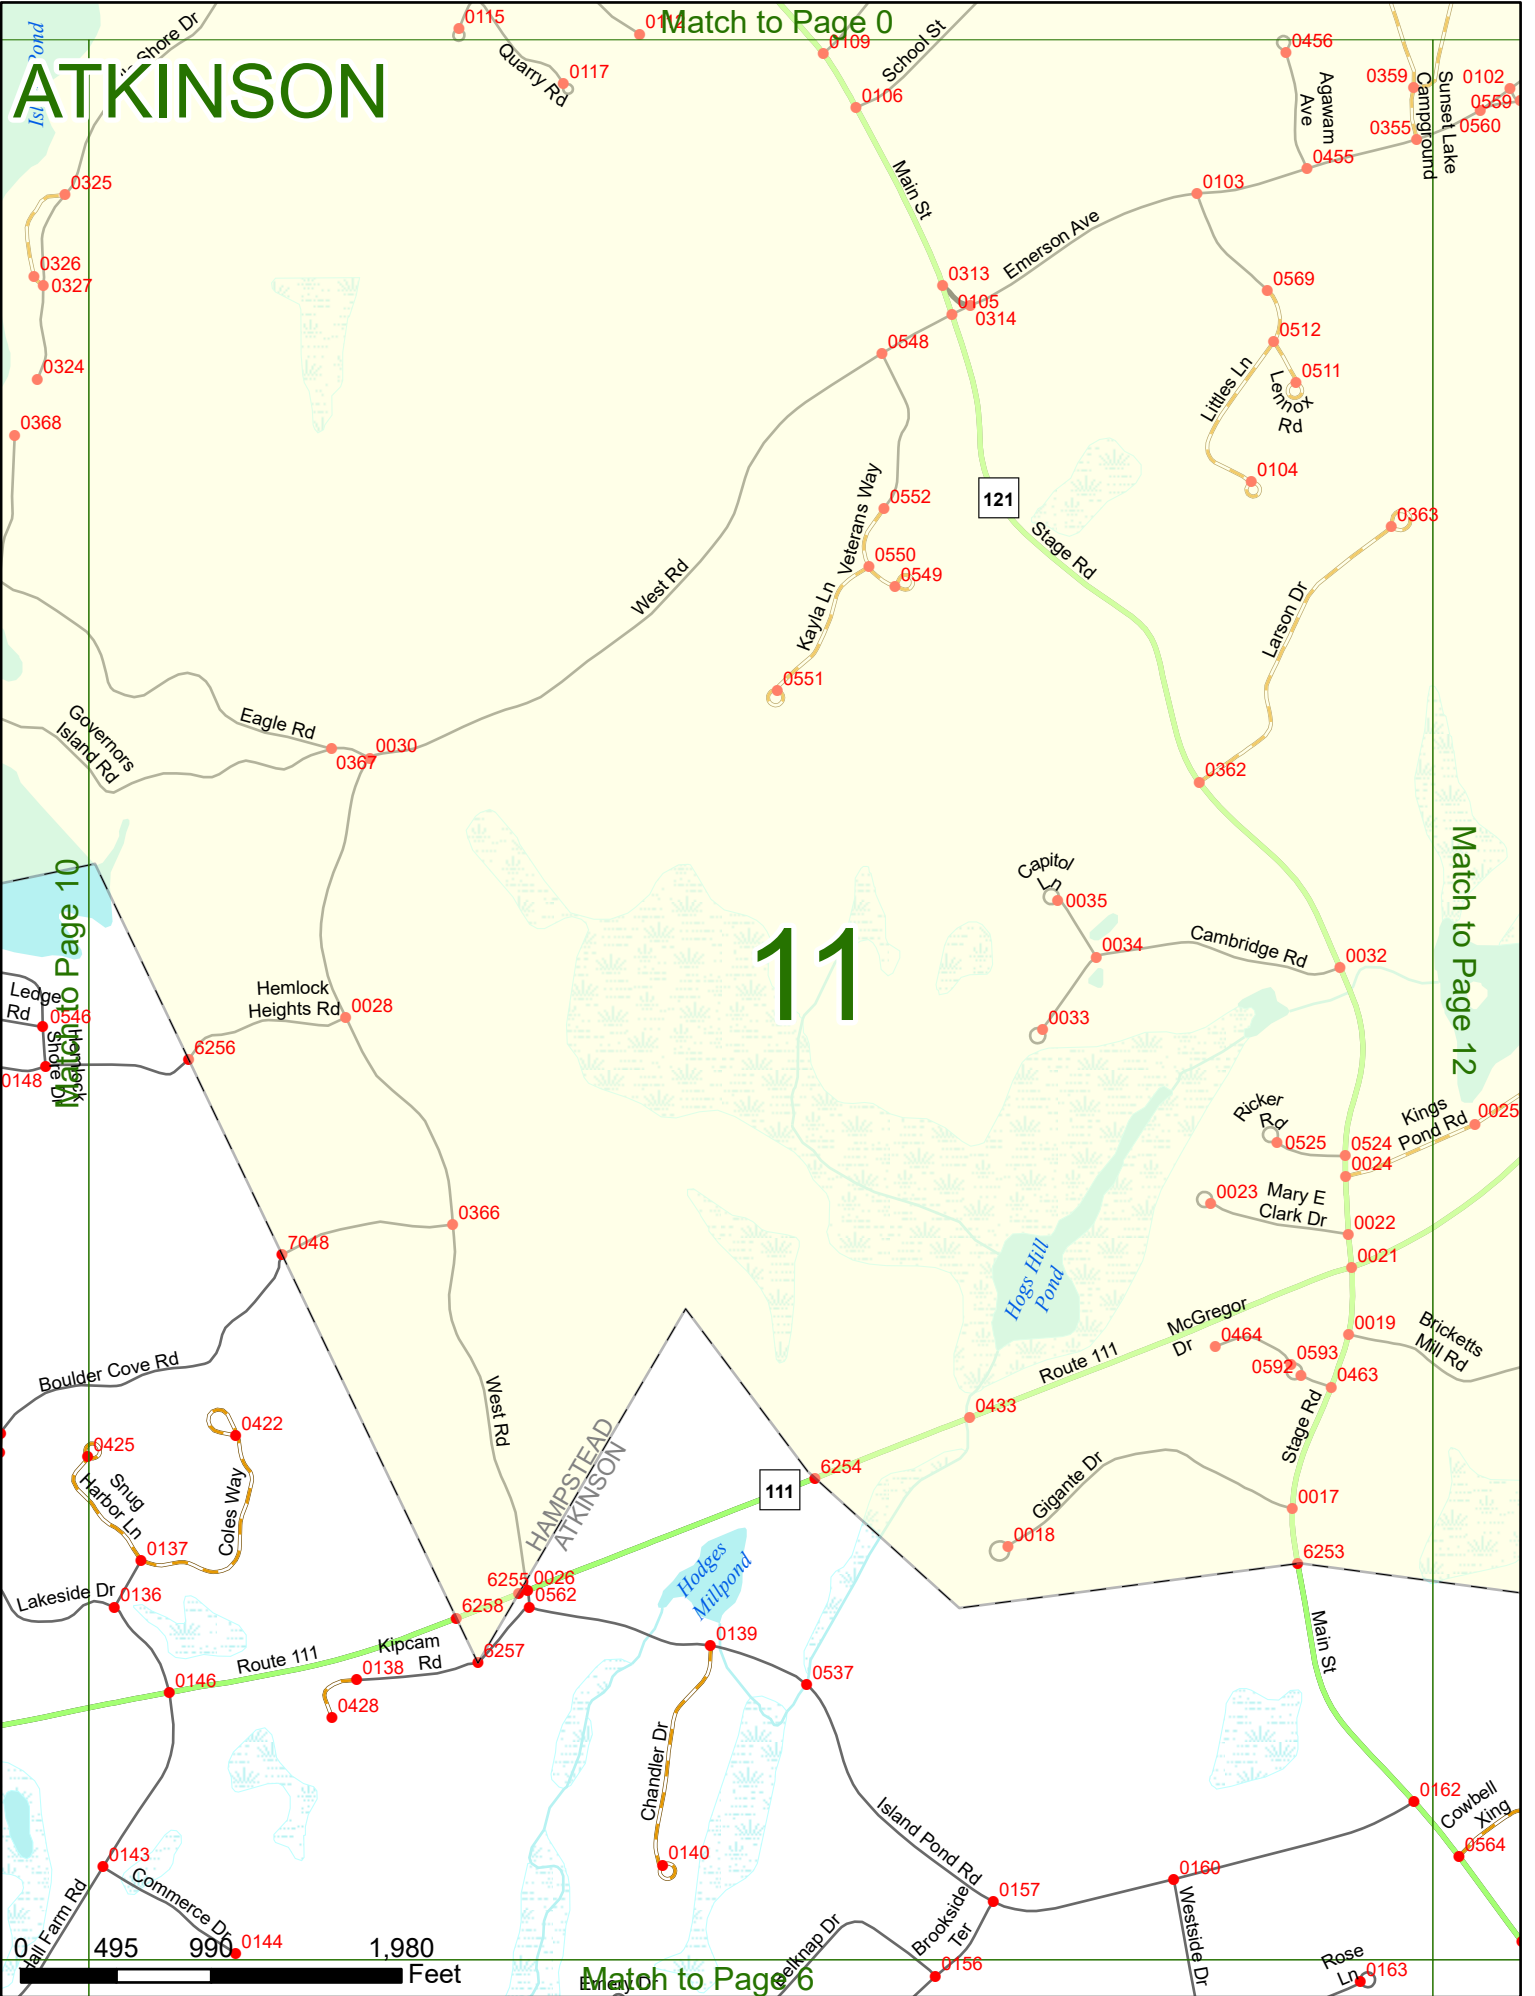 Match to Page 0
ATKINSON
Shore Dr
Pond
0115
0112
0109
School St
Quarry Rd
0117
0106
0456
Agawam
Ave
0359
Campground
Sunset Lake
0102
0559
0560
0355
0455
0103
0325
Main St
Emerson Ave
0326
0327
0313
0105
0314
0569
0324
0548
0512
0511
Littles Ln
Lennox
Rd
0368
0104
121
0552
Veterans Way
0363
Stage Rd
0550
0549
West Rd
Kayla Ln
Larson Dr
0551
Governors
Island Rd
Eagle Rd
0030
0367
0362
Match to Page 10
Match to Page 12
Capitol
Ln
0035
11
0034
Cambridge Rd
0032
Ledge
Rd
0546
Hemlock
Shore Dr
0148
Hemlock
Heights Rd
0028
6256
0033
Ricker
Rd
0525
0524
0024
Kings
Pond Rd
0025
0023
Mary E
Clark Dr
0022
0021
0366
7048
Hogs Hill
Pond
McGregor
Dr
0464
0019
0593
0592
0463
Bricketts
Mill Rd
Route 111
Boulder Cove Rd
West Rd
0433
Stage Rd
0422
0425
Snug
Harbor Ln
Coles Way
HAMPSTEAD
ATKINSON
111
6254
Gigante Dr
0017
0018
0137
6253
Lakeside Dr
0136
6255
0026
0562
Hodges
Millpond
6258
Kipcam
Rd
6257
0139
Main St
Route 111
0138
0146
0428
0537
Chandler Dr
Island Pond Rd
0162
Cowbell
Xing
0564
0143
Commerce Dr
0140
0160
0157
Hall Farm Rd
0144
Brookside
Ter
Westside Dr
0156
Rose
Ln
0163
0 495 990 1,980
Feet
Emery Dr
Match to Page 6